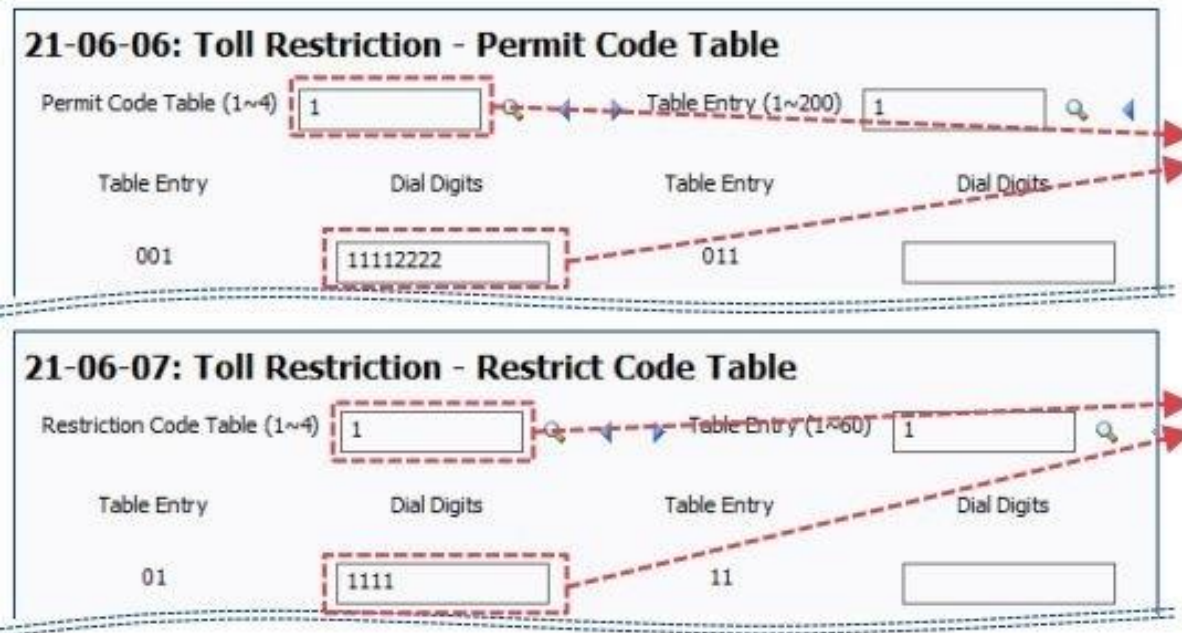 21-06-06: Toll Restriction - Permit Code Table
Permit Code Table (1~4) 1 Table Entry (1~200) 1
Table Entry Dial Digits Table Entry Dial Digits
001 11112222 011
21-06-07: Toll Restriction - Restrict Code Table
Restriction Code Table (1~4) 1 Table Entry (1~60) 1
Table Entry Dial Digits Table Entry Dial Digits
01 1111 11